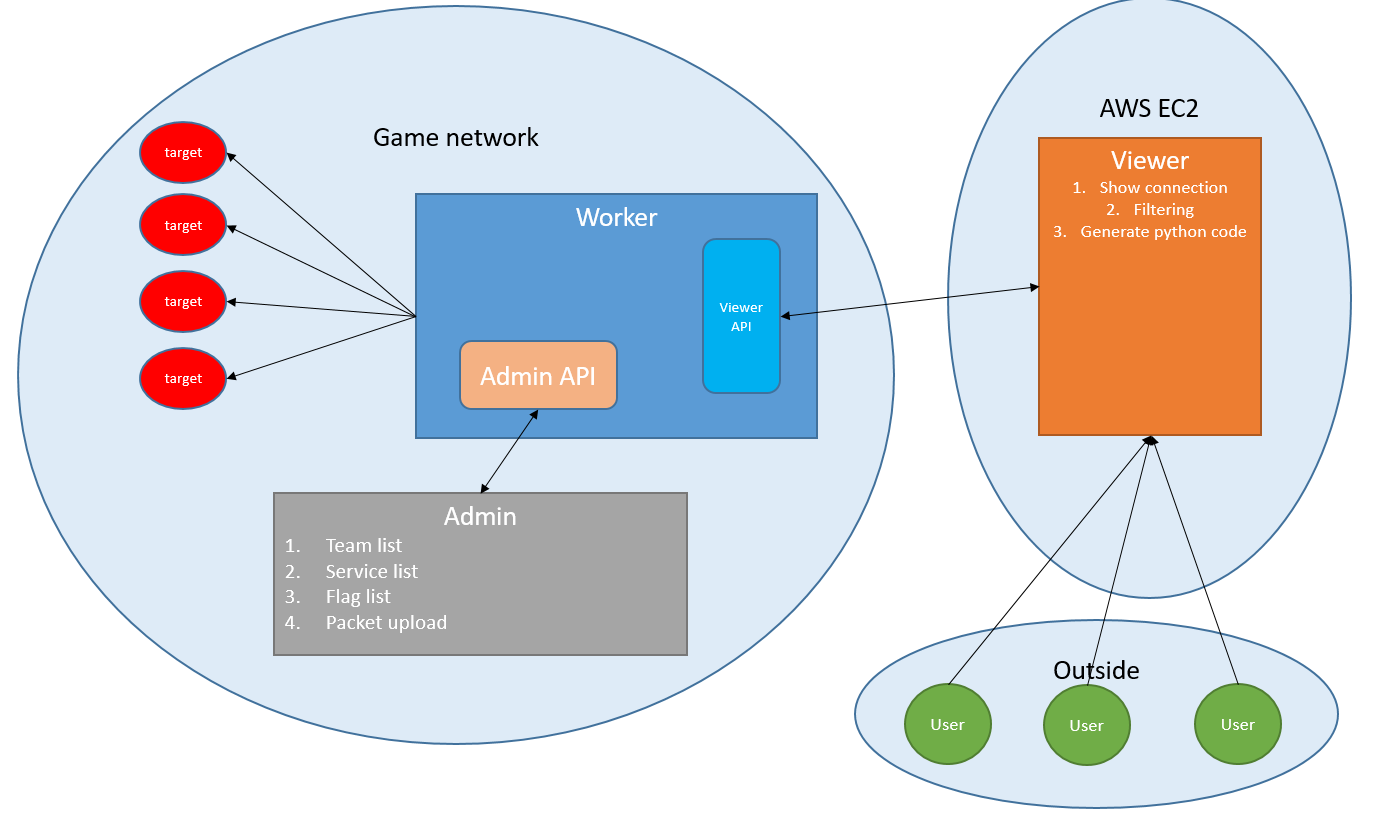 Game network
target
target
target
target
Worker
Viewer
API
Admin API
Admin
1. Team list
2. Service list
3. Flag list
4. Packet upload
AWS EC2
Viewer
1. Show connection
2. Filtering
3. Generate python code
Outside
User
User
User